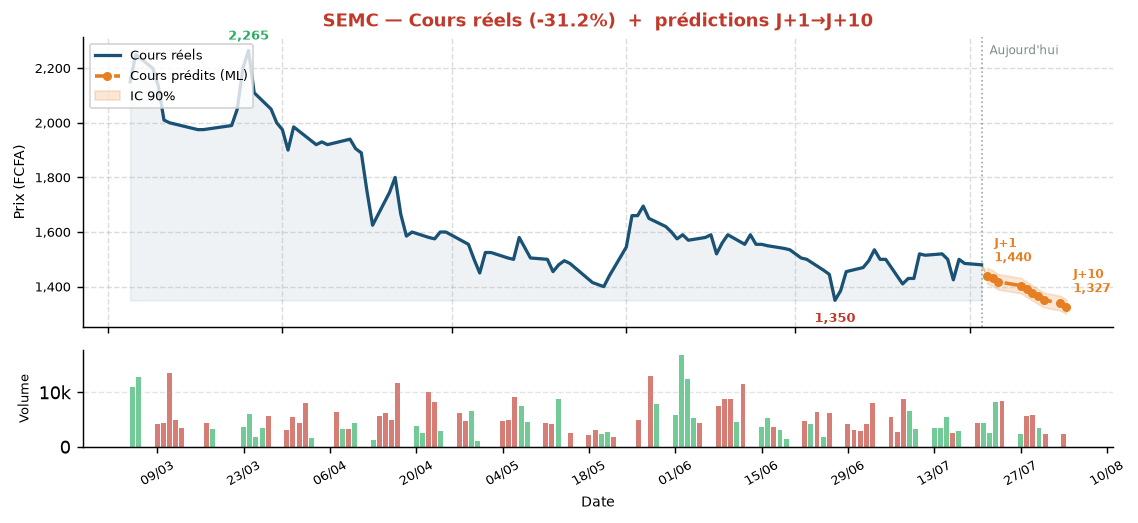 SEMC — Cours réels (-31.2%)  +  prédictions J+1→J+10
2,265
Aujourd'hui
Cours réels
Cours prédits (ML)
IC 90%
2,200
2,000
1,800
1,600
1,400
Prix (FCFA)
J+1
1,440
J+10
1,327
1,350
10k
0
Volume
09/03
23/03
06/04
20/04
04/05
18/05
01/06
15/06
29/06
13/07
27/07
10/08
Date